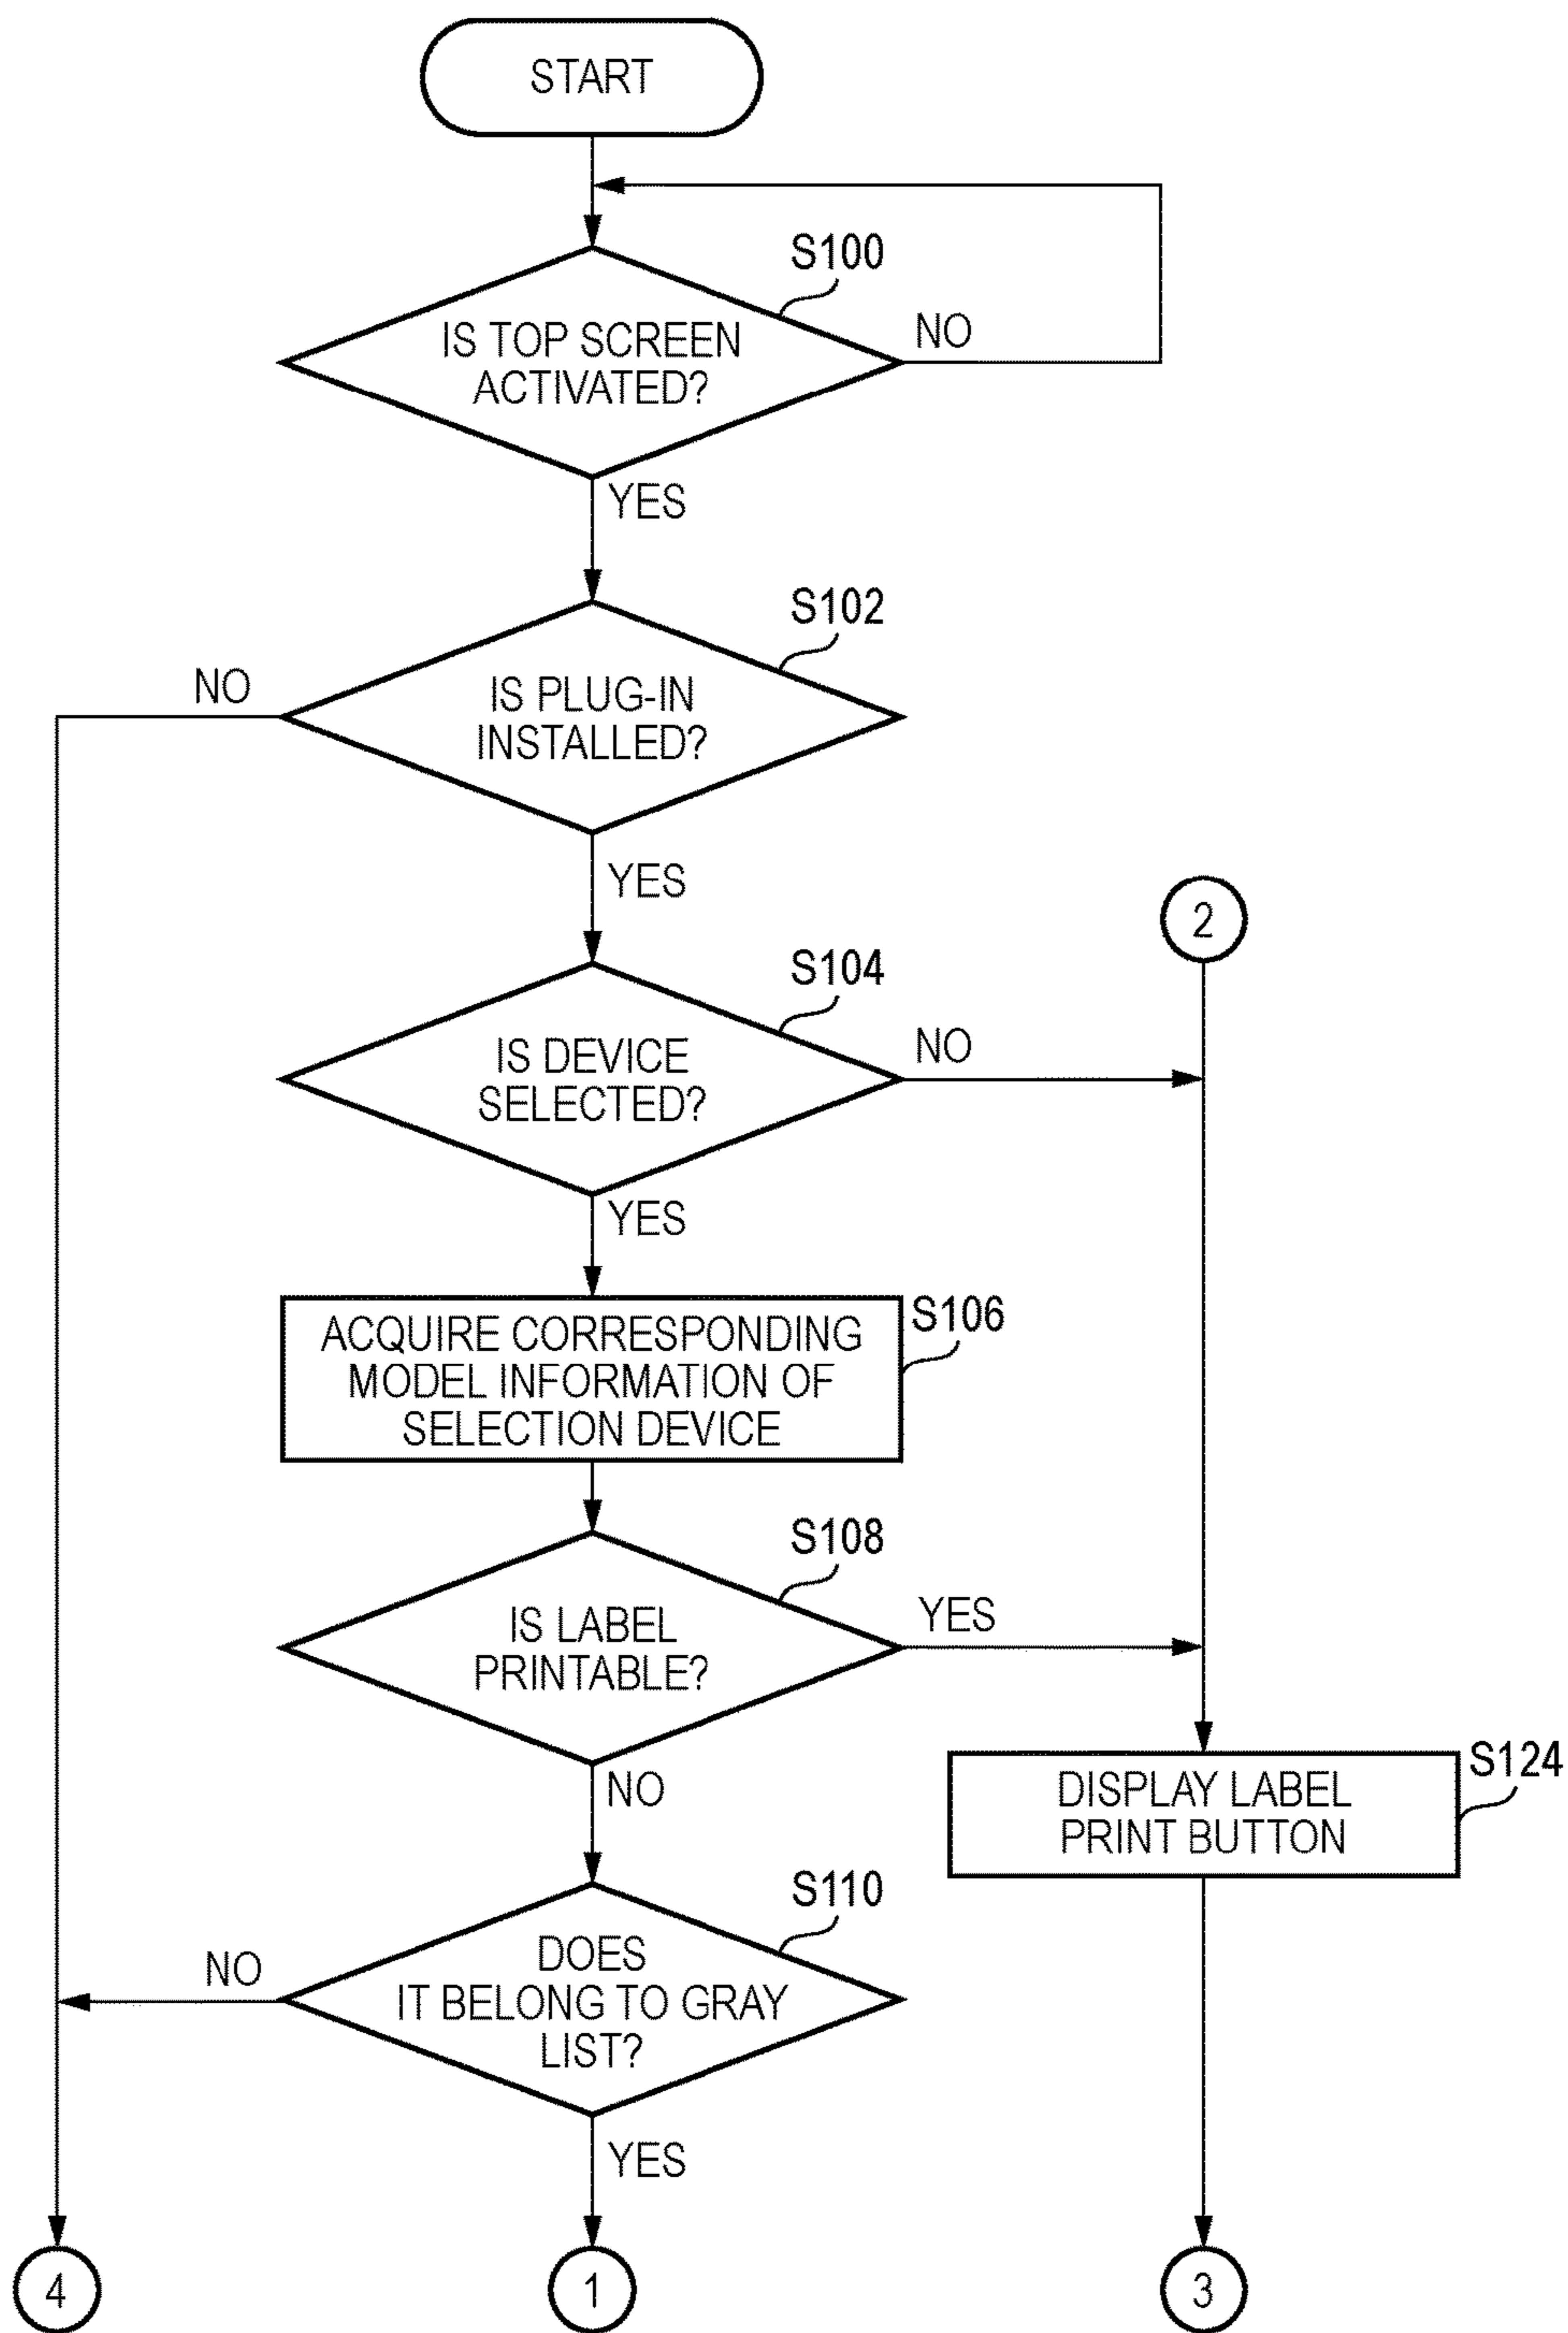 START
S100
IS TOP SCREEN
ACTIVATED?
NO
YES
S102
NO
IS PLUG-IN
INSTALLED?
YES
2
S104
IS DEVICE
SELECTED?
NO
YES
ACQUIRE CORRESPONDING
MODEL INFORMATION OF
SELECTION DEVICE
S106
S108
IS LABEL
PRINTABLE?
YES
NO
DISPLAY LABEL
PRINT BUTTON
S124
S110
NO
DOES
IT BELONG TO GRAY
LIST?
YES
4
1
3